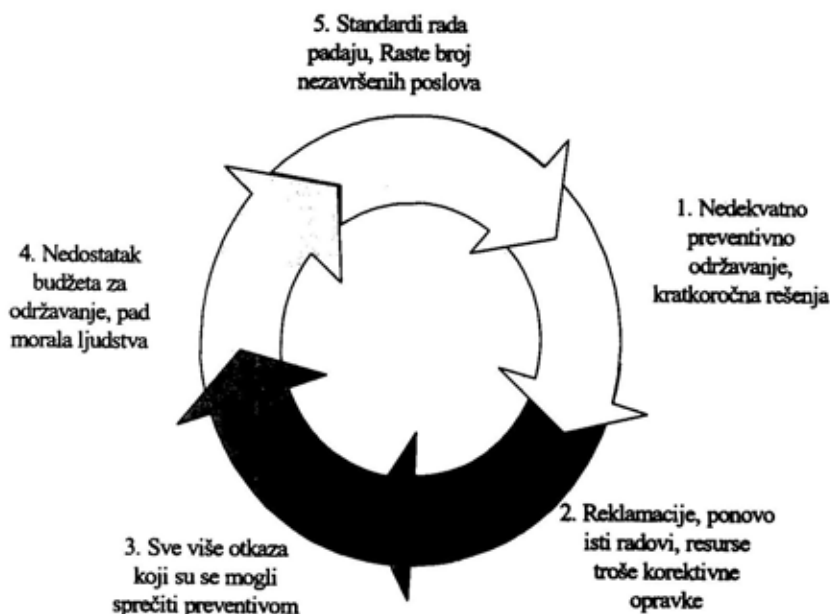 5. Standardi rada
padaju, Raste broj
nezavršenih poslova
1. Nedekvatno
preventivno
održavanje,
kratkoročna rešenja
2. Reklamacije, ponovo
isti radovi, resurse
troše korektivne
opravke
3. Sve više otkaza
koji su se mogli
sprečiti preventivom
4. Nedostatak
budžeta za
održavanje, pad
morala ljudstva